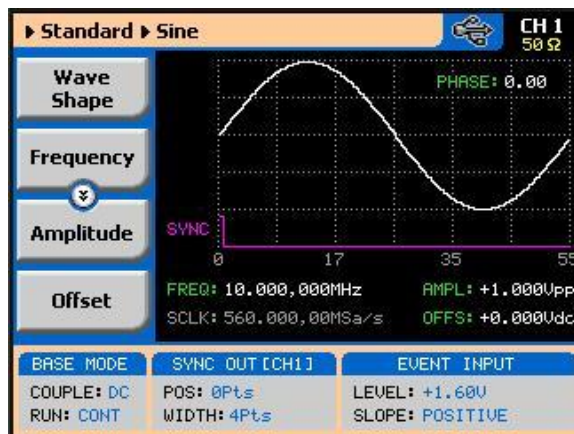 Standard Sine
CH 1
50 Ω
Wave
Shape
PHASE: 0.00
Frequency
Amplitude
SYNC
0 17 35 55
Offset
FREQ: 10.000,000MHz AMPL: +1.000Vpp
SCLK: 560.000,00MSa/s OFFS: +0.000Vdc
BASE MODE SYNC OUT [CH1] EVENT INPUT
COUPLE: DC POS: 0Pts LEVEL: +1.60V
RUN: CONT WIDTH: 4Pts SLOPE: POSITIVE